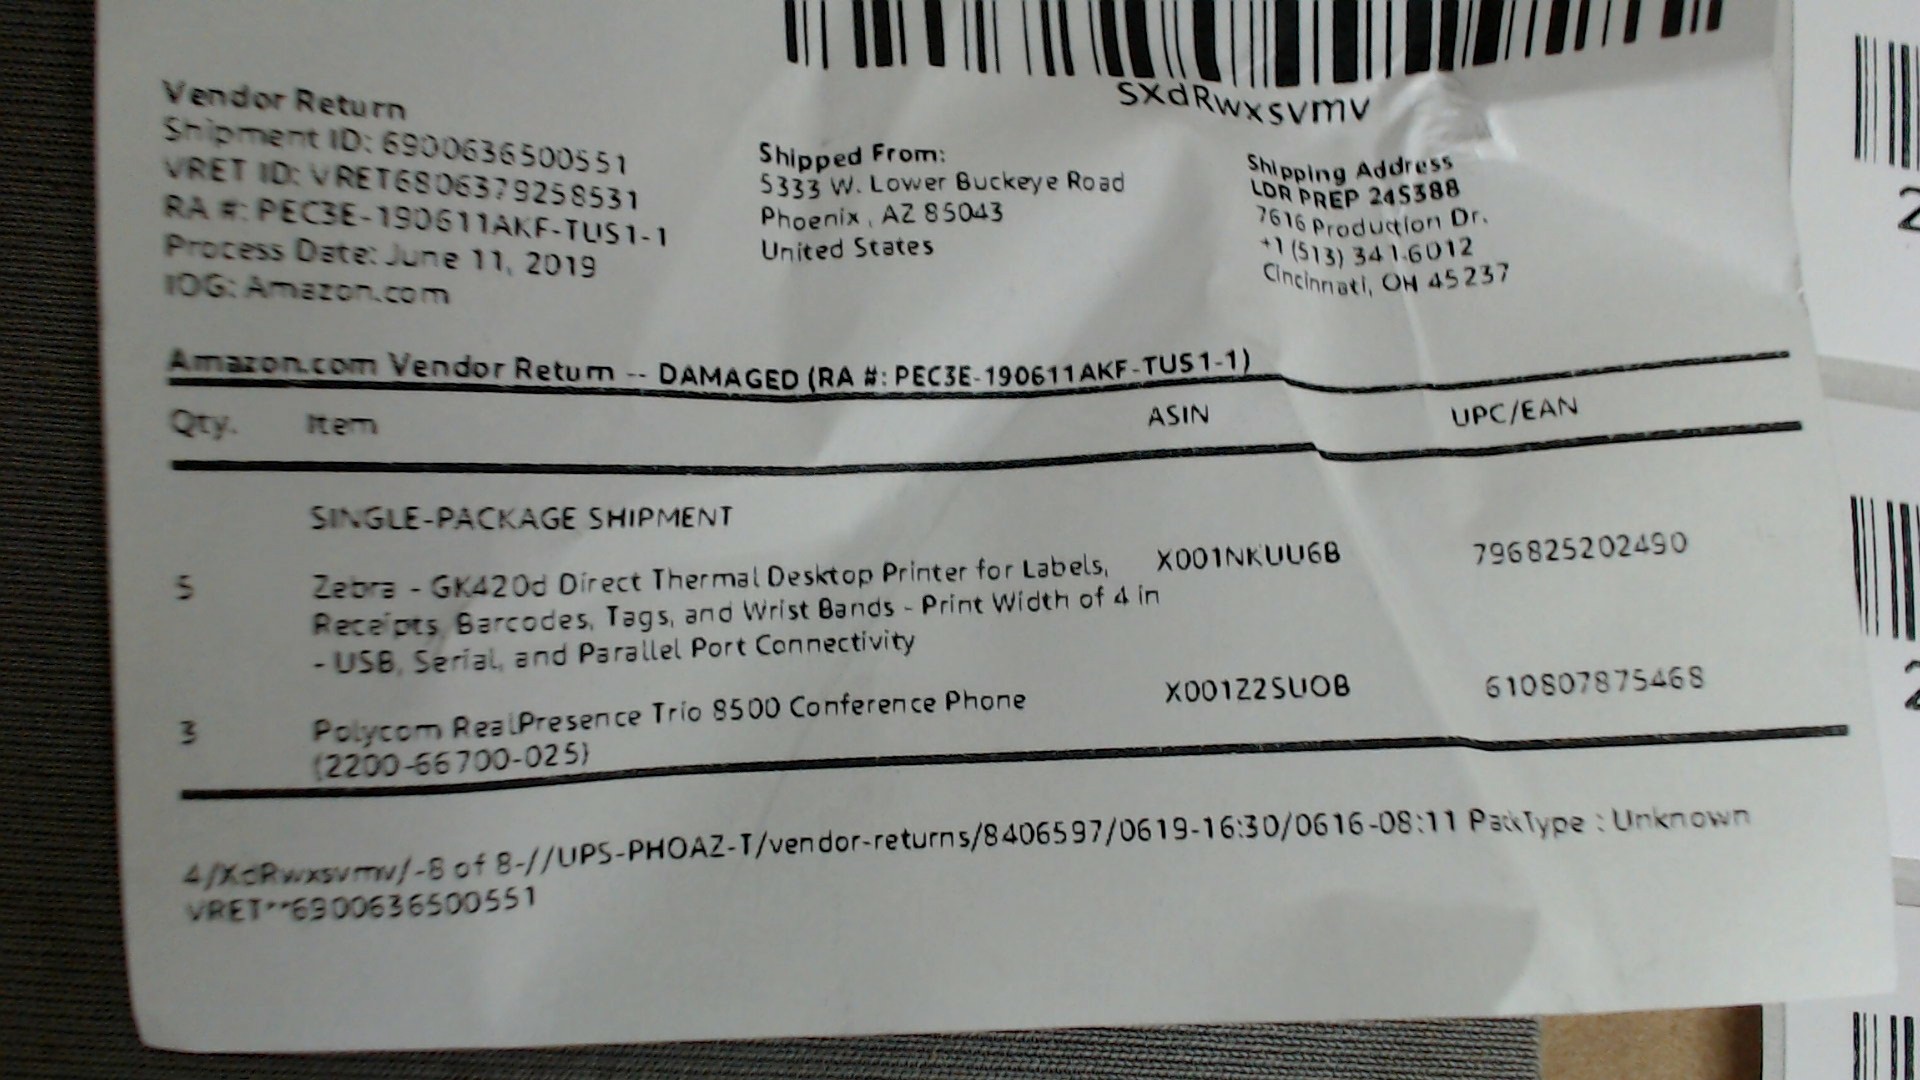 sXdRwxsvmv
Vendor Return
Shipment ID: 6900636500551
VRET ID: VRET6806379258531
RA #: PEC3E-190611AKF-TUS1-1
Process Date: June 11, 2019
IOG: Amazon.com
Shipped From:
5333 W. Lower Buckeye Road
Phoenix, AZ 85043
United States
Shipping Address
LDR PREP 245388
7616 Production Dr.
+1 (513) 341-6012
Cincinnati, OH 45237
Amazon.com Vendor Return -- DAMAGED (RA #: PEC3E-190611AKF-TUS1-1)
Qty. Item ASIN UPC/EAN
SINGLE-PACKAGE SHIPMENT
5 Zebra - GK420d Direct Thermal Desktop Printer for Labels, X001NKUU6B 796825202490
Receipts, Barcodes, Tags, and Wrist Bands - Print Width of 4 in
- USB, Serial, and Parallel Port Connectivity
3 Polycom RealPresence Trio 8500 Conference Phone X001Z2SUOB 610807875468
(2200-66700-025)
4/XdRwxsvmv/-8 of 8-//UPS-PHOAZ-T/vendor-returns/8406597/0619-16:30/0616-08:11 PackType : Unknown
VRET**6900636500551